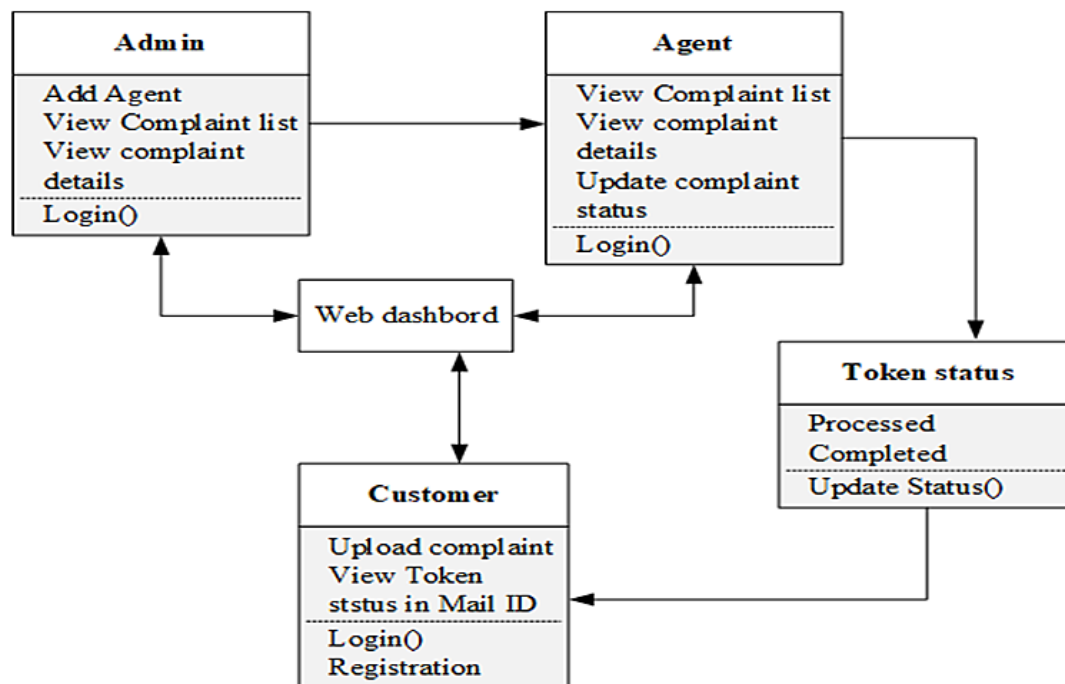 Admin
Add Agent
View Complaint list
View complaint
details
Login()
Agent
View Complaint list
View complaint
details
Update complaint
status
Login()
Web dashbord
Token status
Processed
Completed
Update Status()
Customer
Upload complaint
View Token
ststus in Mail ID
Login()
Registration